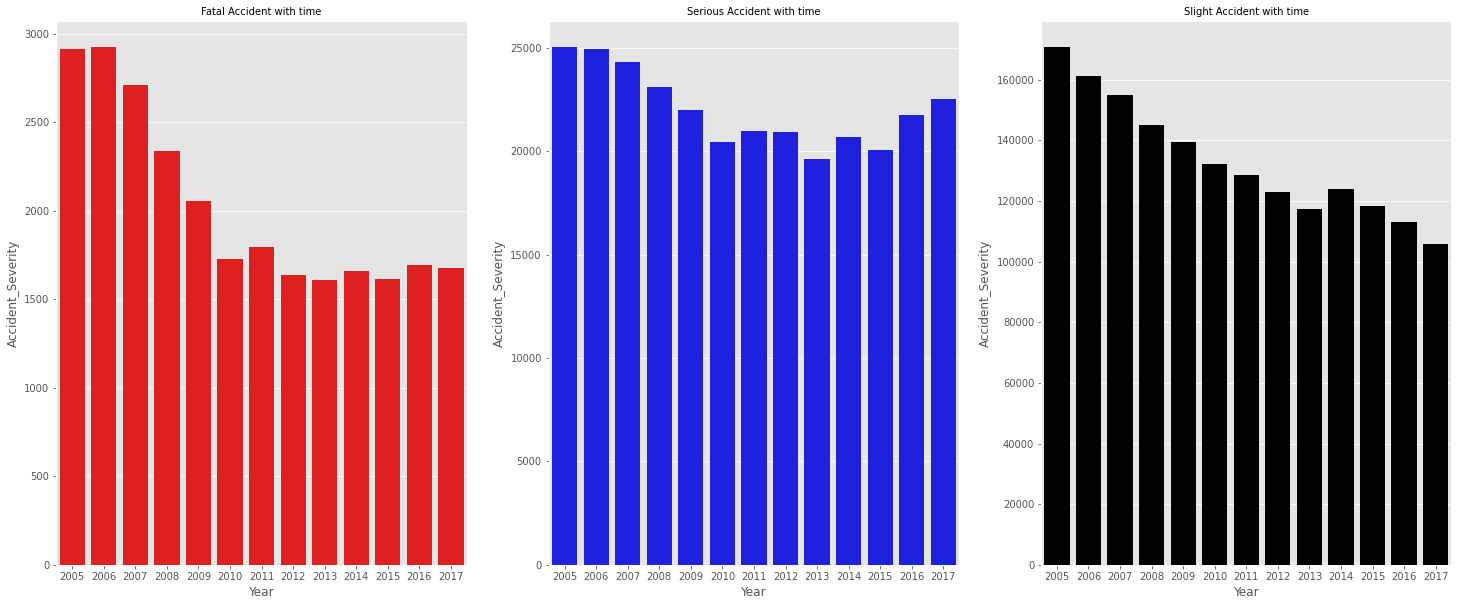 Fatal Accident with time
3000
2500
2000
1500
1000
500
0
Accident_Severity
2005 2006 2007 2008 2009 2010 2011 2012 2013 2014 2015 2016 2017
Year
Serious Accident with time
25000
20000
15000
10000
5000
0
Accident_Severity
2005 2006 2007 2008 2009 2010 2011 2012 2013 2014 2015 2016 2017
Year
Slight Accident with time
160000
140000
120000
100000
80000
60000
40000
20000
0
Accident_Severity
2005 2006 2007 2008 2009 2010 2011 2012 2013 2014 2015 2016 2017
Year